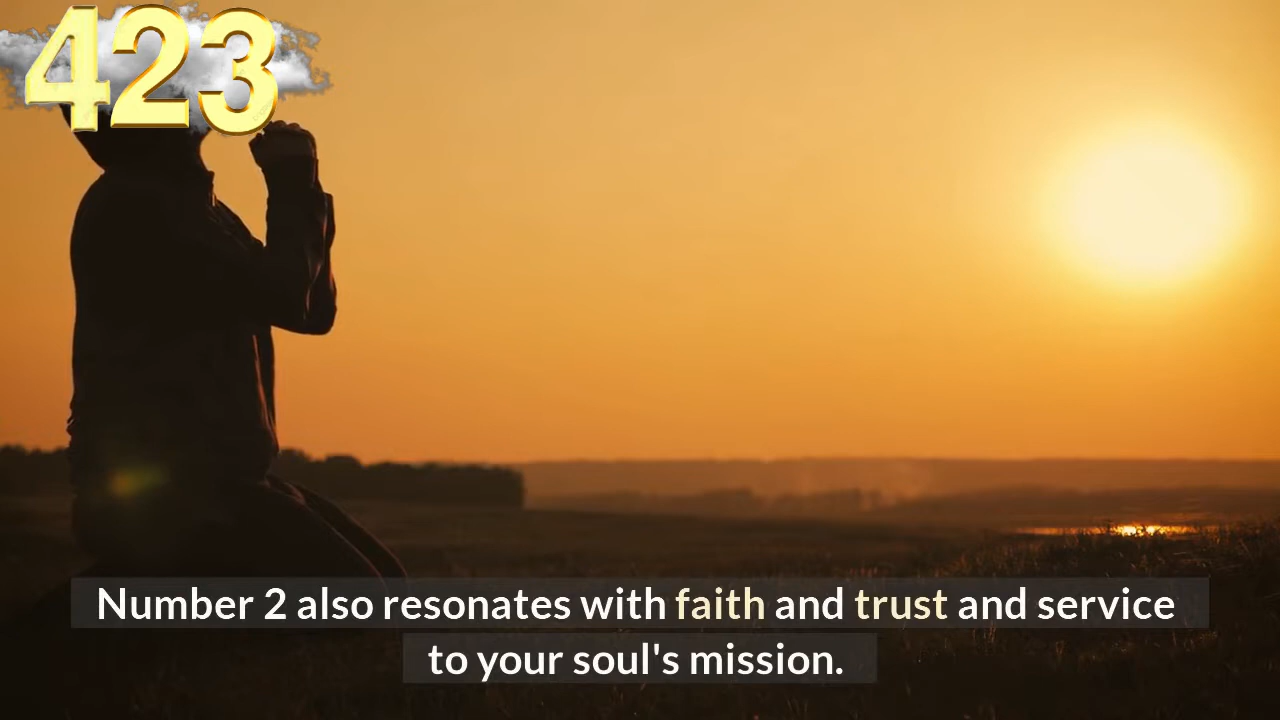 423
Number 2 also resonates with faith and trust and service
to your soul's mission.